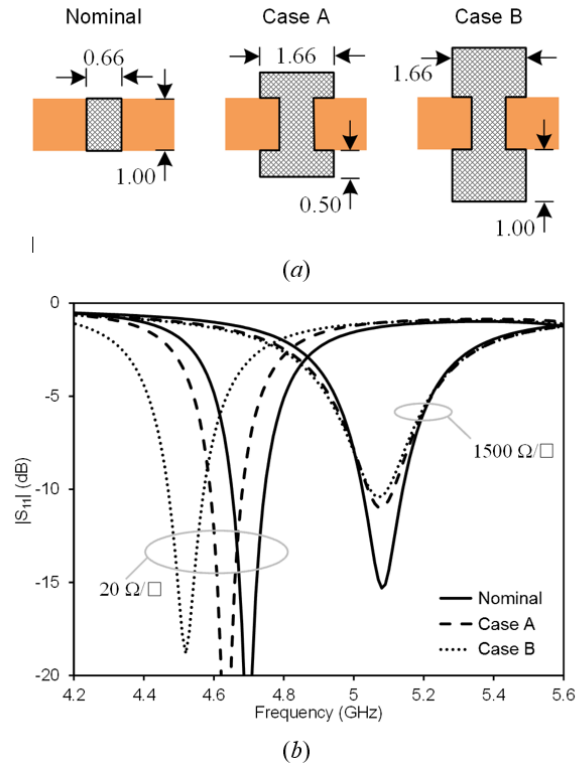 Nominal Case A Case B
0.66 1.66
1.66
1.00 0.50 1.00
(a)
0
-5
-10
-15
-20
|S11| (dB)
1500 Ω/□
20 Ω/□
Nominal
Case A
Case B
4.2 4.4 4.6 4.8 5 5.2 5.4 5.6
Frequency (GHz)
(b)